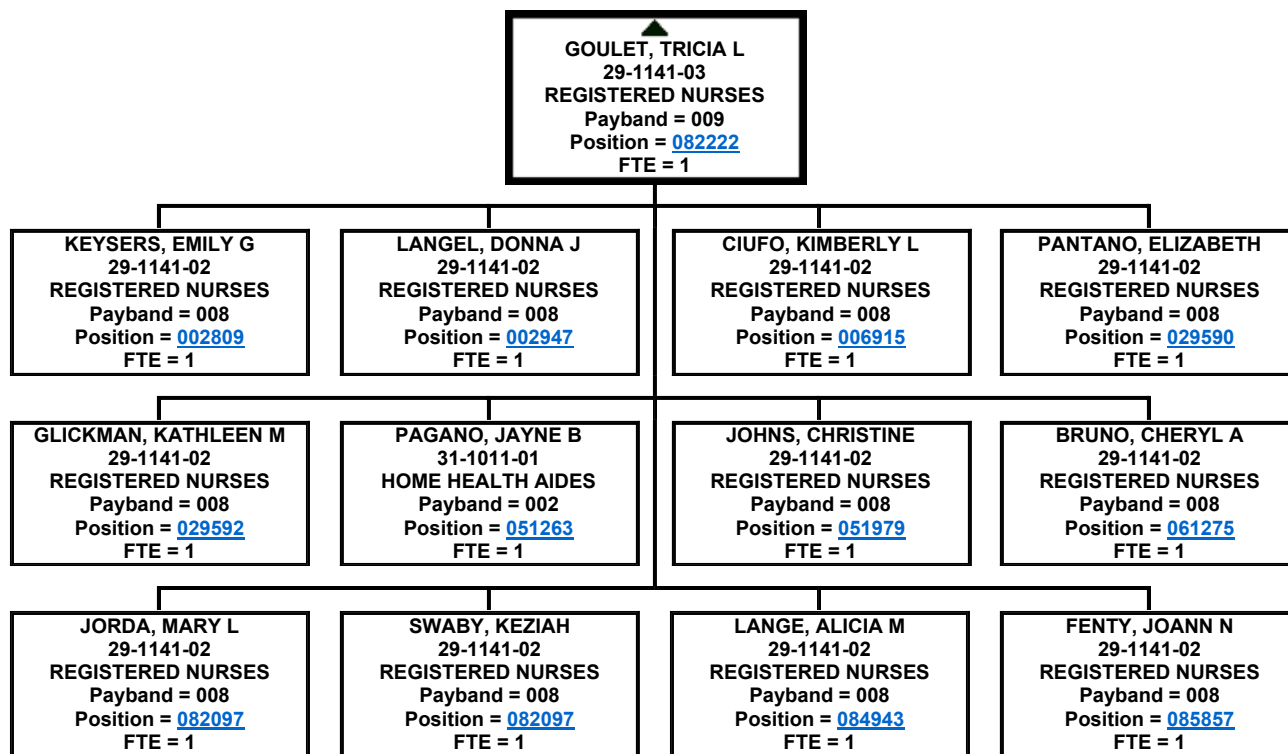 GOULET, TRICIA L
29-1141-03
REGISTERED NURSES
Payband = 009
Position = 082222
FTE = 1
KEYSERS, EMILY G
29-1141-02
REGISTERED NURSES
Payband = 008
Position = 002809
FTE = 1
LANGEL, DONNA J
29-1141-02
REGISTERED NURSES
Payband = 008
Position = 002947
FTE = 1
CIUFO, KIMBERLY L
29-1141-02
REGISTERED NURSES
Payband = 008
Position = 006915
FTE = 1
PANTANO, ELIZABETH
29-1141-02
REGISTERED NURSES
Payband = 008
Position = 029590
FTE = 1
GLICKMAN, KATHLEEN M
29-1141-02
REGISTERED NURSES
Payband = 008
Position = 029592
FTE = 1
PAGANO, JAYNE B
31-1011-01
HOME HEALTH AIDES
Payband = 002
Position = 051263
FTE = 1
JOHNS, CHRISTINE
29-1141-02
REGISTERED NURSES
Payband = 008
Position = 051979
FTE = 1
BRUNO, CHERYL A
29-1141-02
REGISTERED NURSES
Payband = 008
Position = 061275
FTE = 1
JORDA, MARY L
29-1141-02
REGISTERED NURSES
Payband = 008
Position = 082097
FTE = 1
SWABY, KEZIAH
29-1141-02
REGISTERED NURSES
Payband = 008
Position = 082097
FTE = 1
LANGE, ALICIA M
29-1141-02
REGISTERED NURSES
Payband = 008
Position = 084943
FTE = 1
FENTY, JOANN N
29-1141-02
REGISTERED NURSES
Payband = 008
Position = 085857
FTE = 1